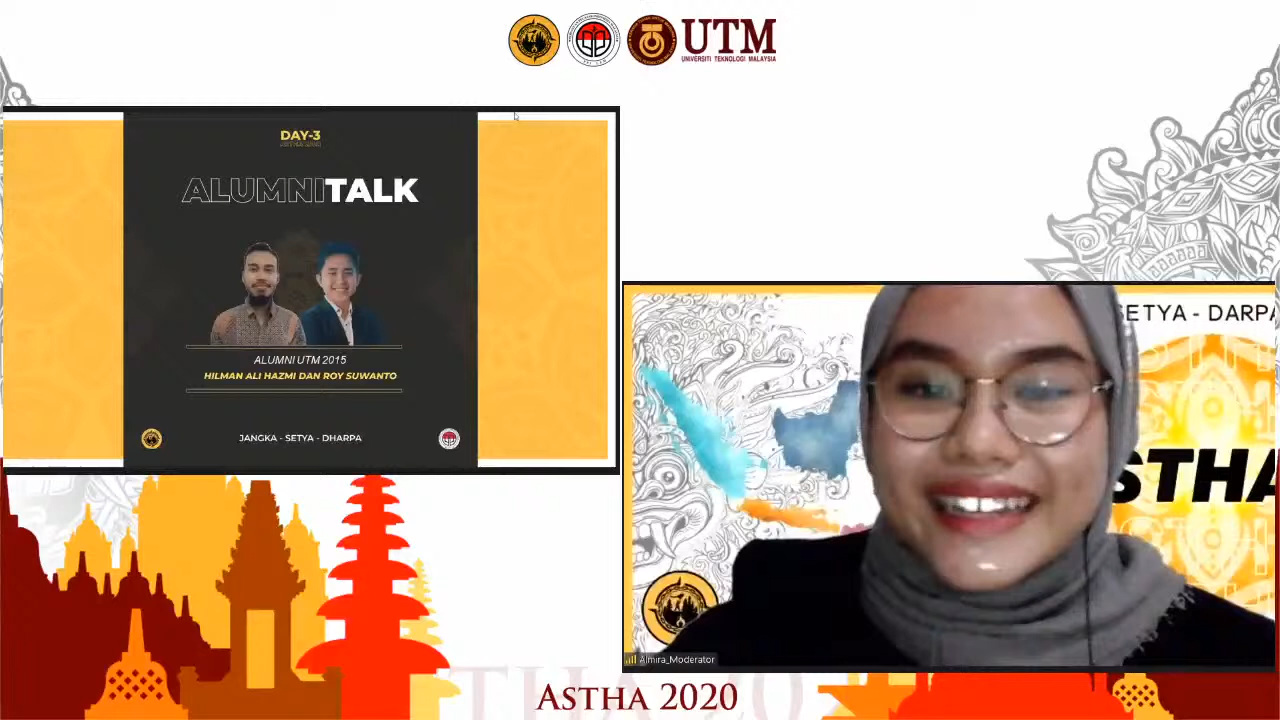 UTM
UNIVERSITI TEKNOLOGI MALAYSIA
DAY-3
ALUMNITALK
ALUMNI UTM 2015
HILMAN ALI HAZMI DAN ROY SUWANTO
JANGKA - SETYA - DHARPA
SETYA - DARPA
ASTHA
Almira_Moderator
ASTHA 2020